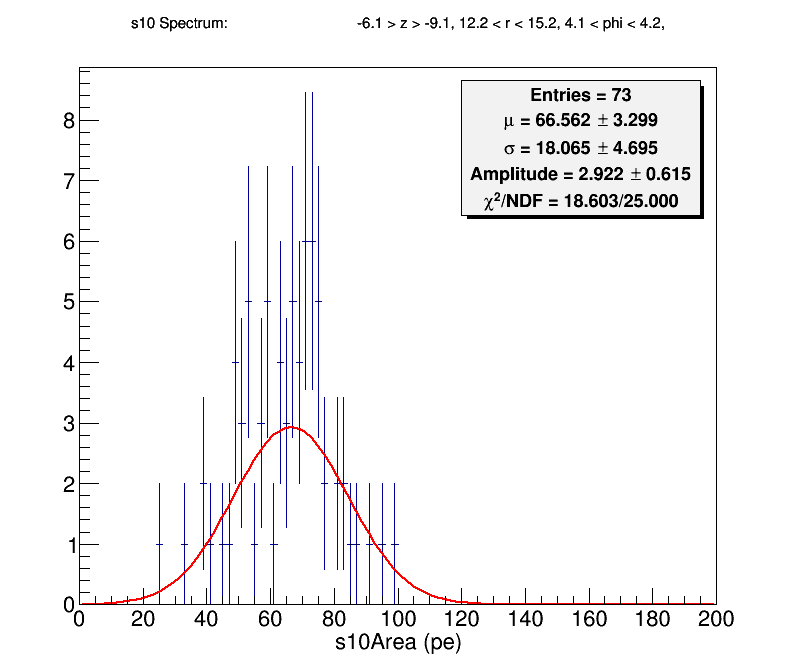 s10 Spectrum: -6.1 > z > -9.1, 12.2 < r < 15.2, 4.1 < phi < 4.2,
Entries = 73
μ = 66.562 ± 3.299
σ = 18.065 ± 4.695
Amplitude = 2.922 ± 0.615
χ²/NDF = 18.603/25.000
8
7
6
5
4
3
2
1
0
0 20 40 60 80 100 120 140 160 180 200
s10Area (pe)